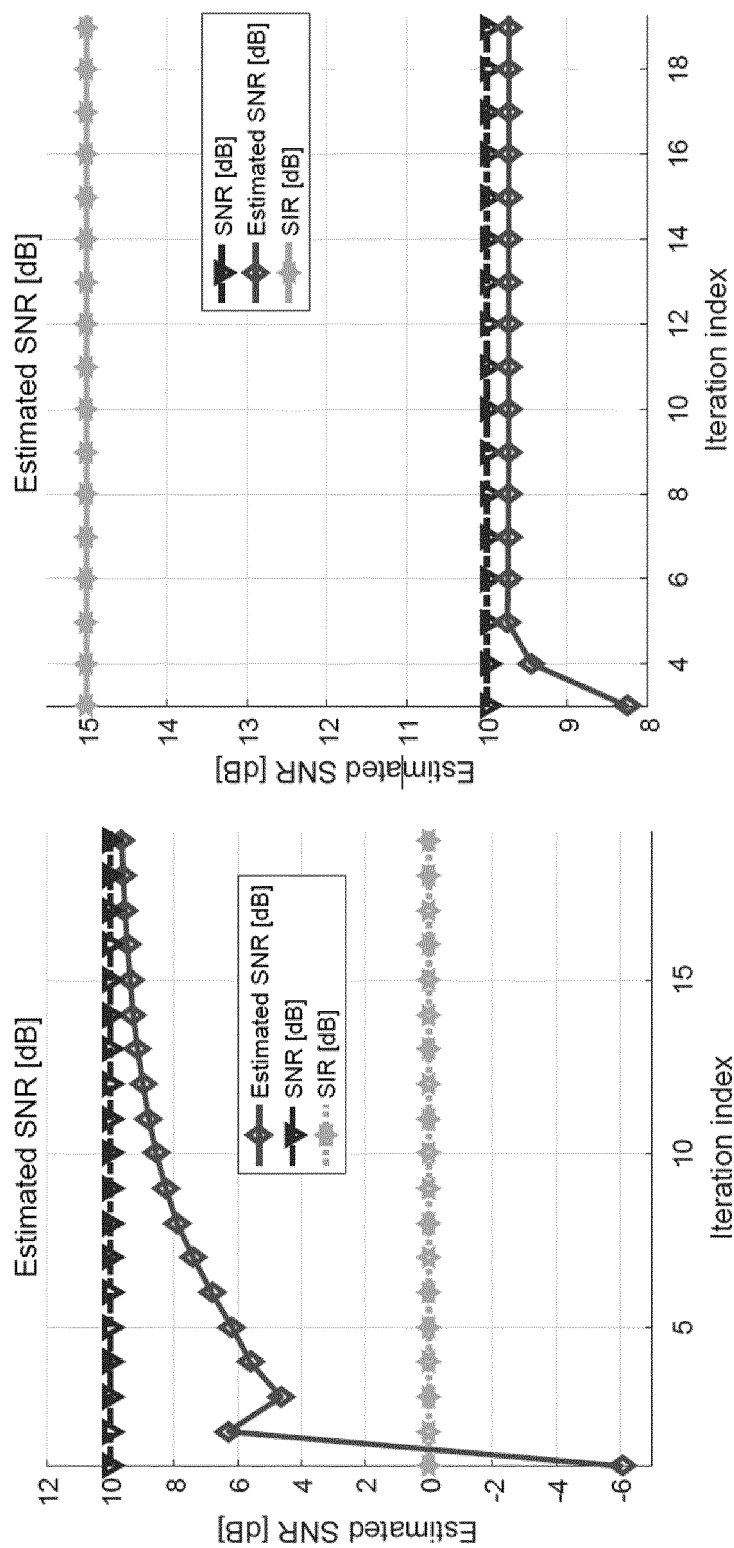 Estimated SNR [dB]
12
10
8
6
4
2
0
-2
-4
-6
Estimated SNR [dB]
Estimated SNR [dB]
SNR [dB]
SIR [dB]
5
10
15
Iteration index
Estimated SNR [dB]
15
14
13
12
11
10
9
8
Estimated SNR [dB]
SNR [dB]
Estimated SNR [dB]
SIR [dB]
4
6
8
10
12
14
16
18
Iteration index